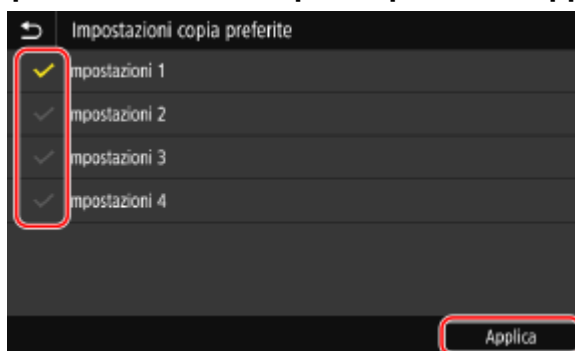 Impostazioni copia preferite
mpostazioni 1
mpostazioni 2
mpostazioni 3
mpostazioni 4
Applica